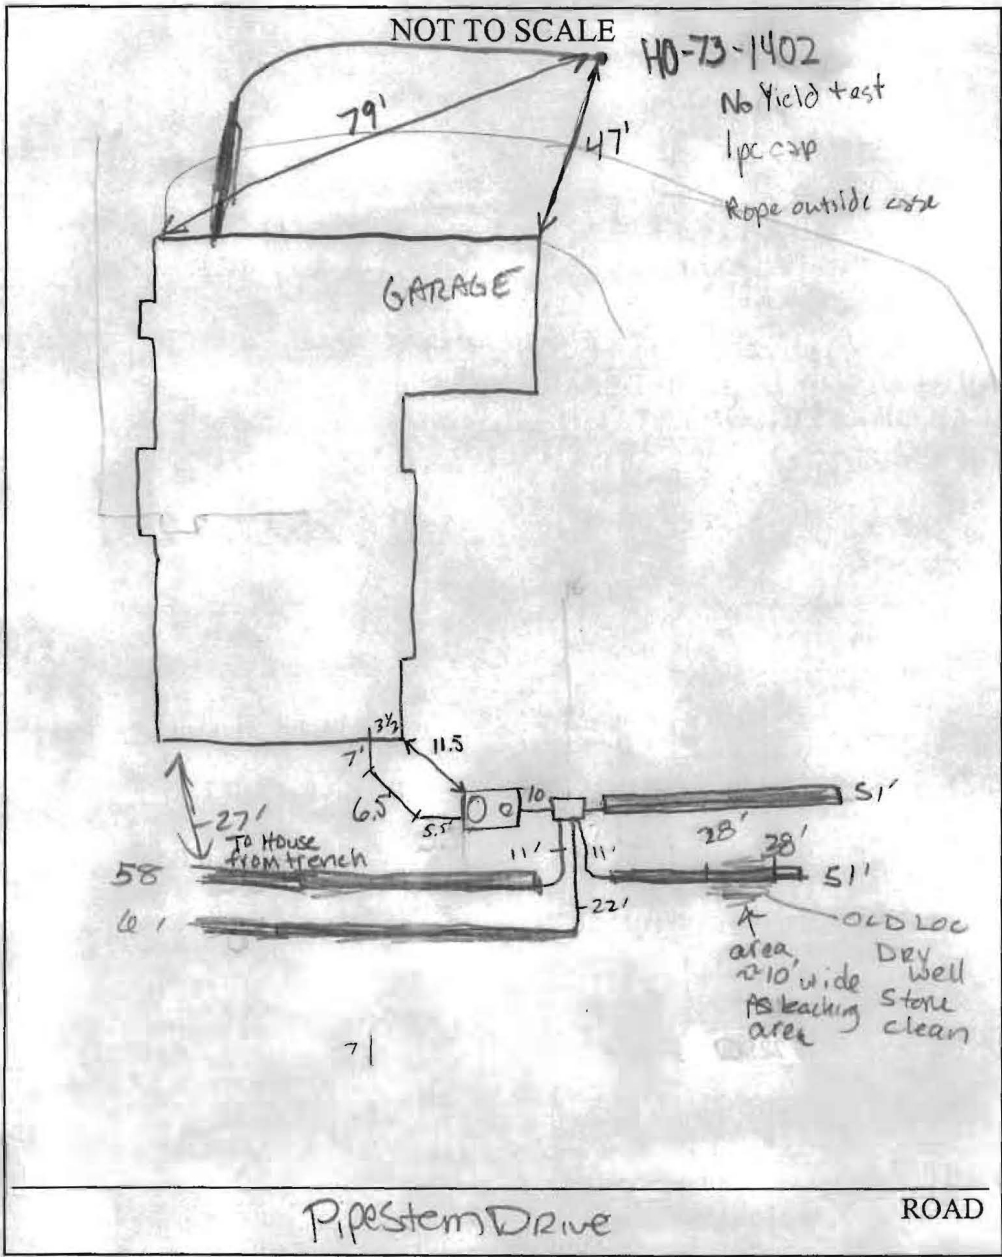 NOT TO SCALE
HO-73-1402
No Yield test
1pc cap
Rope outside case
79'
47'
GARAGE
3½
7'
11.5
6.5
5.5'
10
51'
27'
To House
from trench
11'
11'
28'
28'
58
51'
22'
61
OLD LOC
DRY
well
Stone
clean
area
~10' wide
As leaching
area
71
PipeStem DRive
ROAD